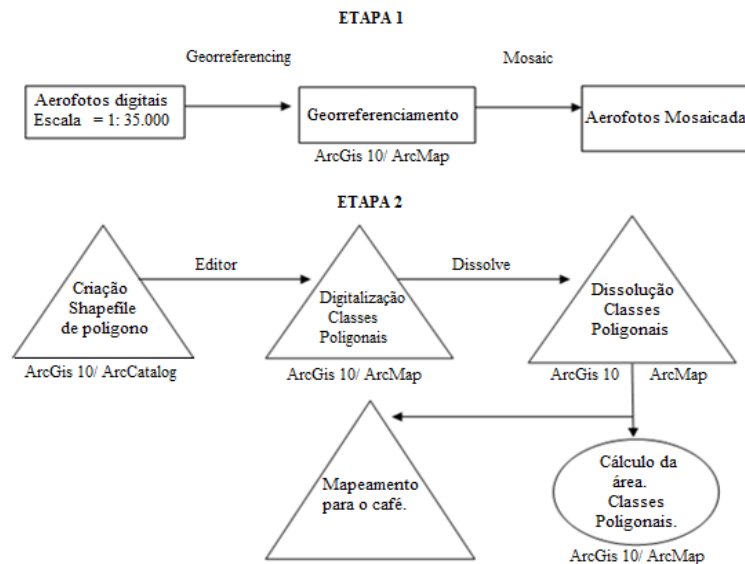 ETAPA 1
Georreferencing
Mosaic
Aerofotos digitais
Escala = 1: 35.000
Georreferenciamento
Aerofotos Mosaicada
ArcGis 10/ ArcMap
ETAPA 2
Editor
Dissolve
Criação
Shapefile
de polígono
Digitalização
Classes
Poligonais
Dissolução
Classes
Poligonais
ArcGis 10/ ArcCatalog
ArcGis 10/ ArcMap
ArcGis 10 ArcMap
Mapeamento
para o café.
Cálculo da
área.
Classes
Poligonais.
ArcGis 10/ ArcMap